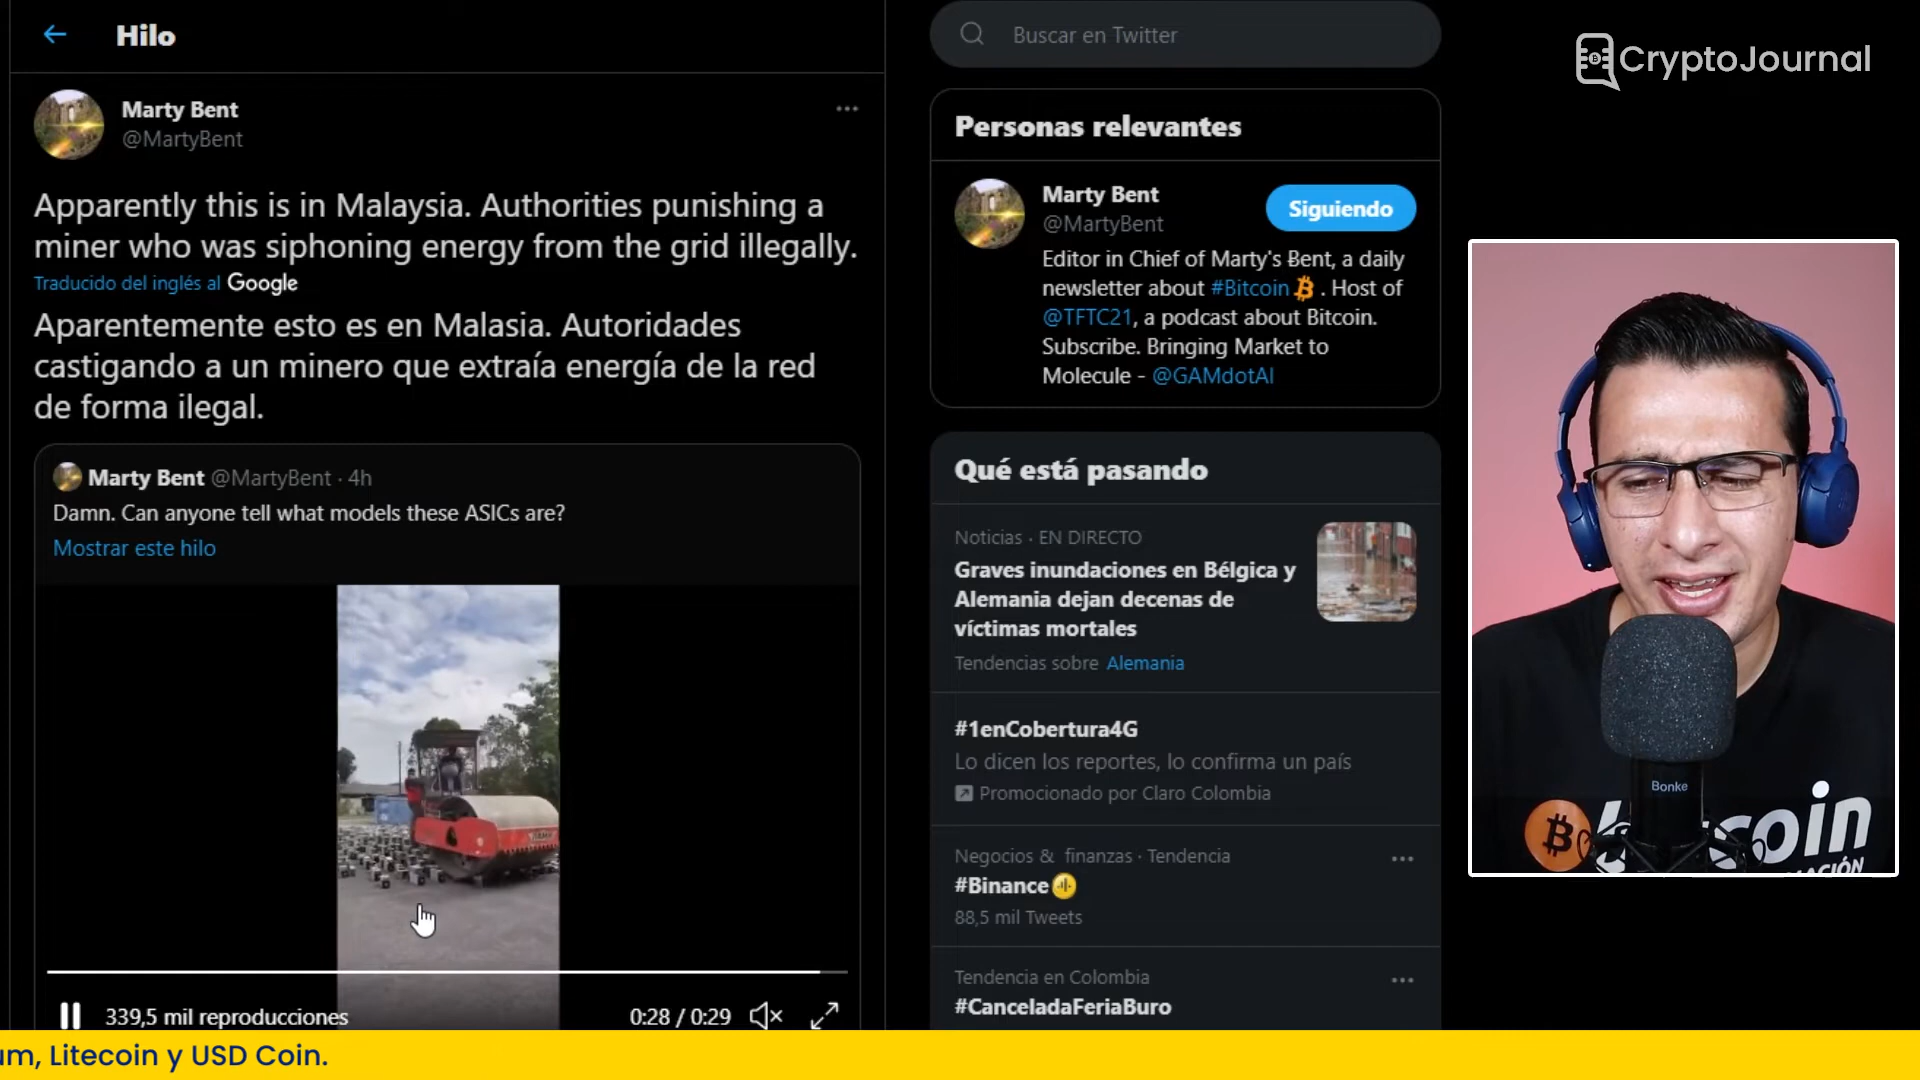 Hilo
Marty Bent
@MartyBent
Apparently this is in Malaysia. Authorities punishing a
miner who was siphoning energy from the grid illegally.
Traducido del inglés al Google
Aparentemente esto es en Malasia. Autoridades
castigando a un minero que extraía energía de la red
de forma ilegal.
Marty Bent @MartyBent · 4h
Damn. Can anyone tell what models these ASICs are?
Mostrar este hilo
339,5 mil reproducciones
0:28 / 0:29
Buscar en Twitter
Personas relevantes
Marty Bent
@MartyBent
Siguiendo
Editor in Chief of Marty's Bent, a daily
newsletter about #Bitcoin . Host of
@TFTC21, a podcast about Bitcoin.
Subscribe. Bringing Market to
Molecule - @GAMdotAI
Qué está pasando
Noticias · EN DIRECTO
Graves inundaciones en Bélgica y
Alemania dejan decenas de
víctimas mortales
Tendencias sobre Alemania
#1enCobertura4G
Lo dicen los reportes, lo confirma un país
Promocionado por Claro Colombia
Negocios & finanzas · Tendencia
#Binance
88,5 mil Tweets
Tendencia en Colombia
#CanceladaFeriaBuro
CryptoJournal
Bonke
um, Litecoin y USD Coin.